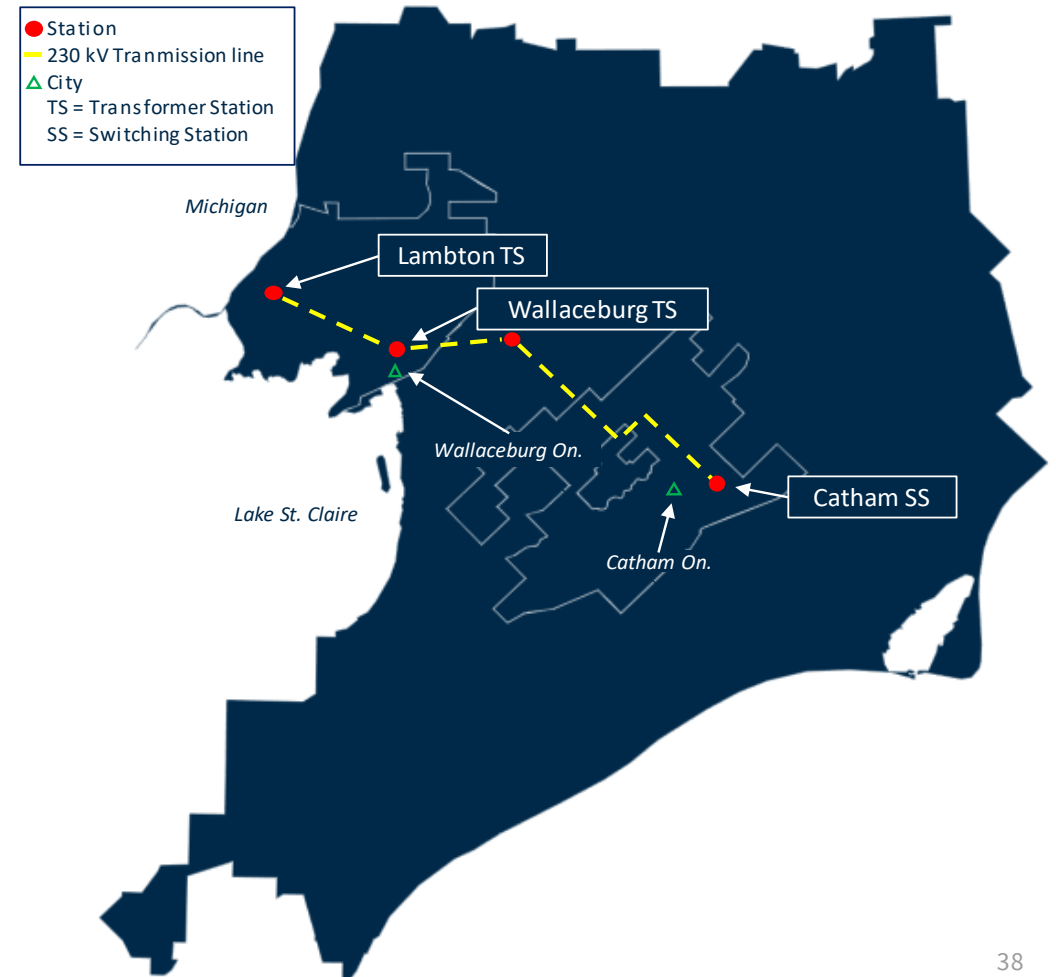 Station
230 kV Tranmission line
City
TS = Transformer Station
SS = Switching Station
Michigan
Lambton TS
Wallaceburg TS
Wallaceburg On.
Lake St. Claire
Catham SS
Catham On.
38